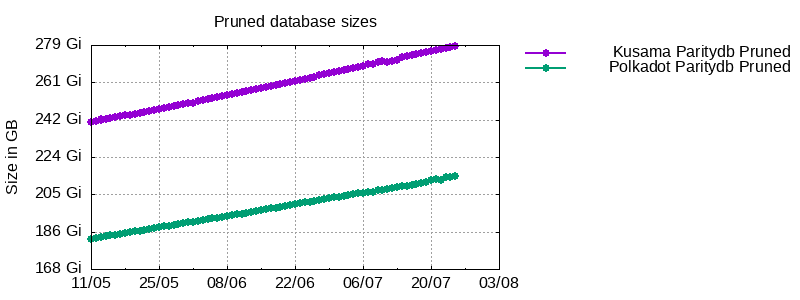 Pruned database sizes
Kusama Paritydb Pruned
Polkadot Paritydb Pruned
Size in GB
279 Gi
261 Gi
242 Gi
224 Gi
205 Gi
186 Gi
168 Gi
11/05 25/05 08/06 22/06 06/07 20/07 03/08